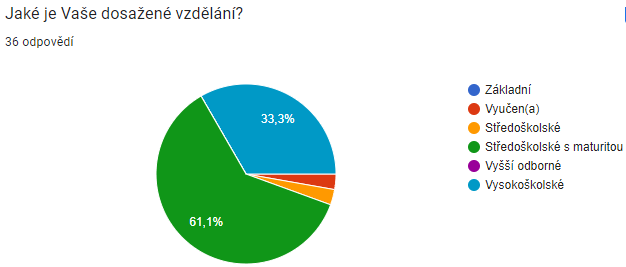 Jaké je Vaše dosažené vzdělání?
36 odpovědí
33,3%
61,1%
Základní
Vyučen(a)
Středoškolské
Středoškolské s maturitou
Vyšší odborné
Vysokoškolské